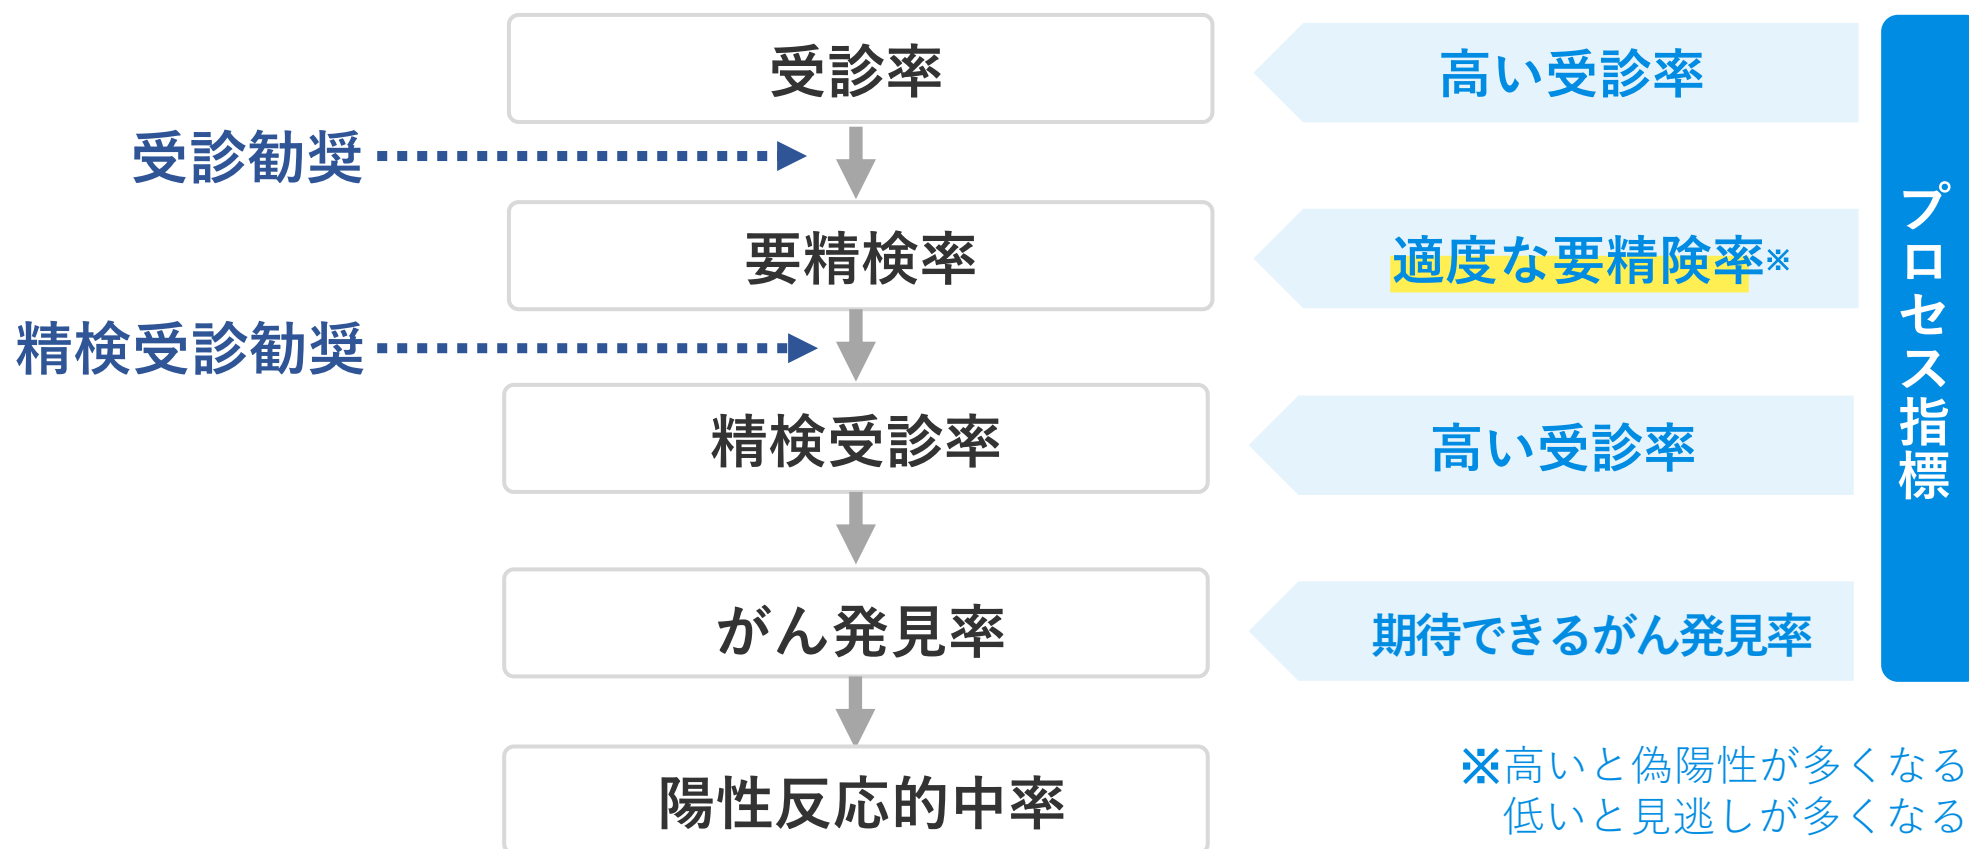 受診率
高い受診率
受診勧奨
要精検率
適度な要精険率※
精検受診勧奨
精検受診率
高い受診率
がん発見率
期待できるがん発見率
陽性反応的中率
プロセス指標
※高いと偽陽性が多くなる
低いと見逃しが多くなる